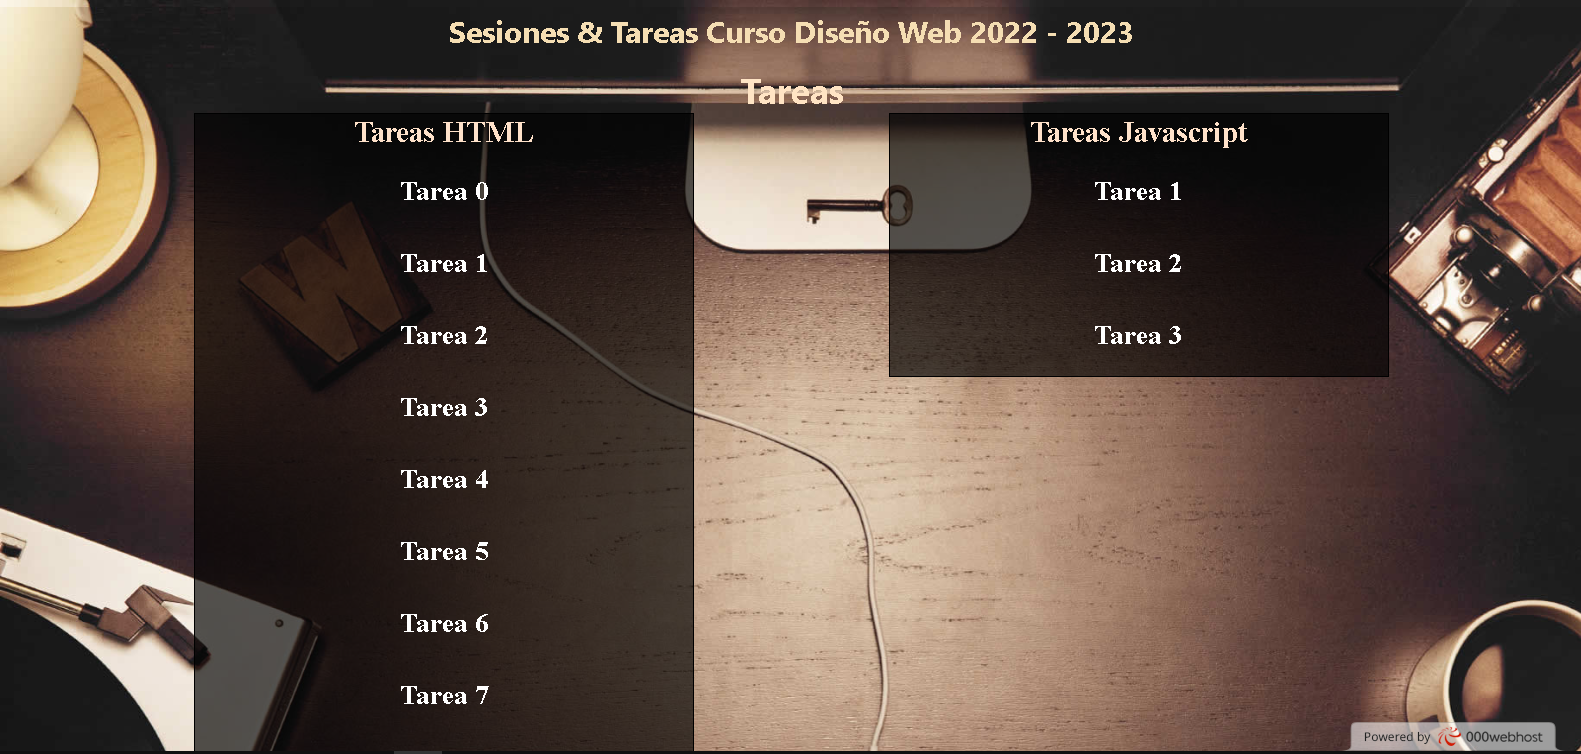 Sesiones & Tareas Curso Diseño Web 2022 - 2023
Tareas
Tareas HTML
Tarea 0
Tarea 1
Tarea 2
Tarea 3
Tarea 4
Tarea 5
Tarea 6
Tarea 7
Tareas Javascript
Tarea 1
Tarea 2
Tarea 3
W
Powered by 000webhost